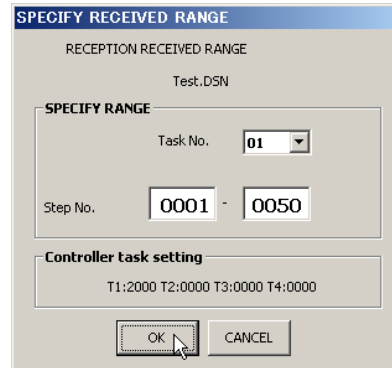 SPECIFY RECEIVED RANGE
RECEPTION RECEIVED RANGE
Test.DSN
SPECIFY RANGE
Task No. 01
Step No. 0001 - 0050
Controller task setting
T1:2000 T2:0000 T3:0000 T4:0000
OK CANCEL